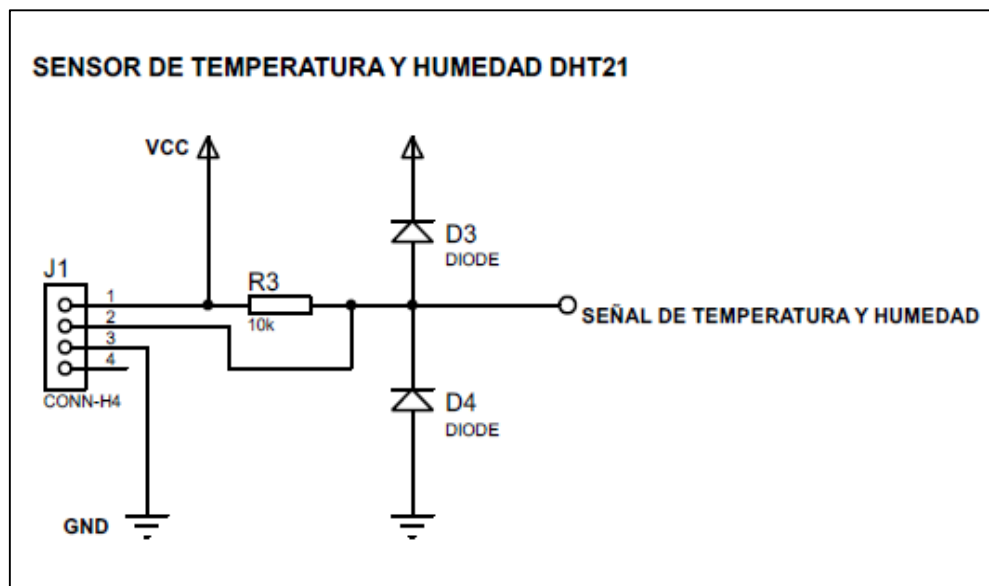 SENSOR DE TEMPERATURA Y HUMEDAD DHT21
VCC
D3
DIODE
J1
R3
10k
1
2
3
4
SEÑAL DE TEMPERATURA Y HUMEDAD
CONN-H4
D4
DIODE
GND